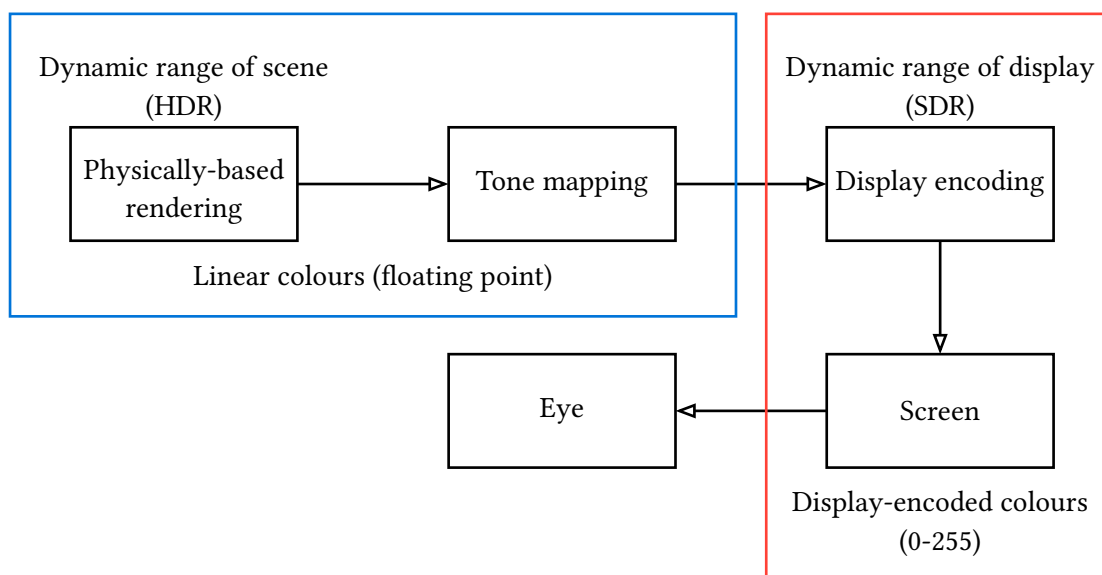 Dynamic range of scene
(HDR)
Physically-based
rendering
Tone mapping
Linear colours (floating point)
Dynamic range of display
(SDR)
Display encoding
Eye
Screen
Display-encoded colours
(0-255)